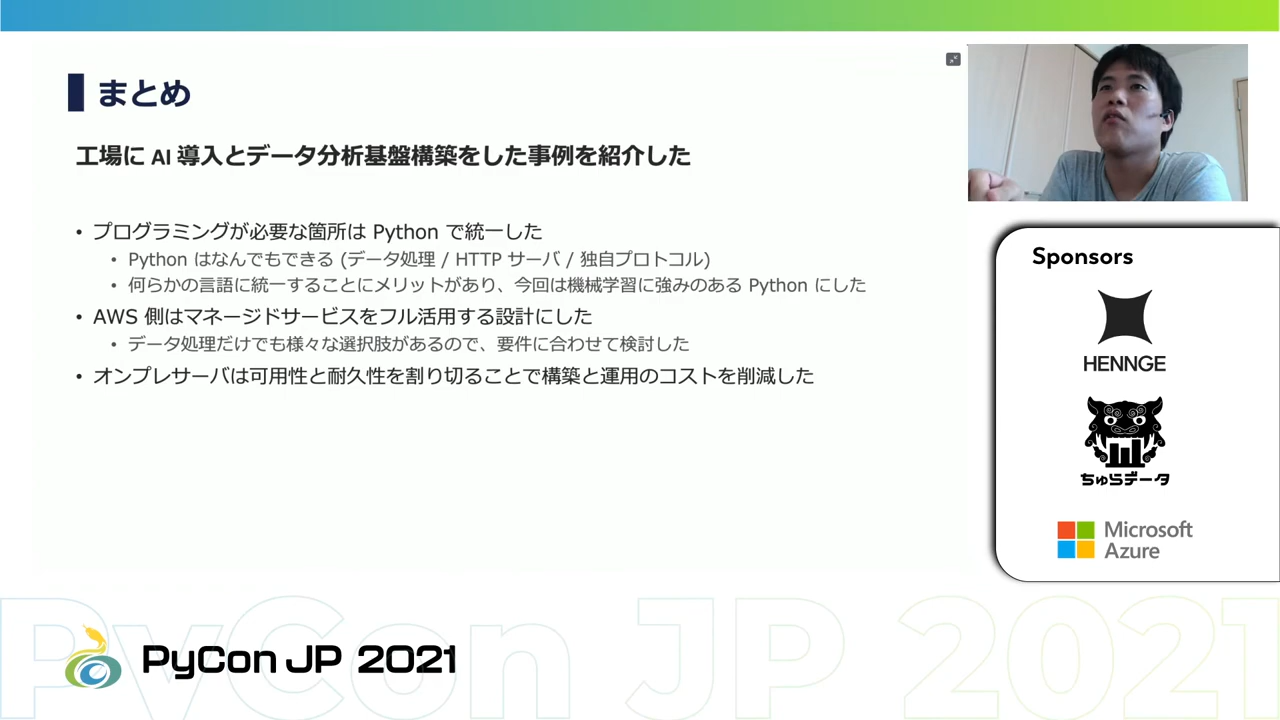 まとめ
工場に AI 導入とデータ分析基盤構築をした事例を紹介した
• プログラミングが必要な箇所は Python で統一した
• Python はなんでもできる (データ処理 / HTTP サーバ / 独自プロトコル)
• 何らかの言語に統一することにメリットがあり、今回は機械学習に強みのある Python にした
• AWS 側はマネージドサービスをフル活用する設計にした
• データ処理だけでも様々な選択肢があるので、要件に合わせて検討した
• オンプレサーバは可用性と耐久性を割り切ることで構築と運用のコストを削減した
Sponsors
HENNGE
ちゅらデータ
Microsoft
Azure
PyCon JP 2021
PyCon JP 2021